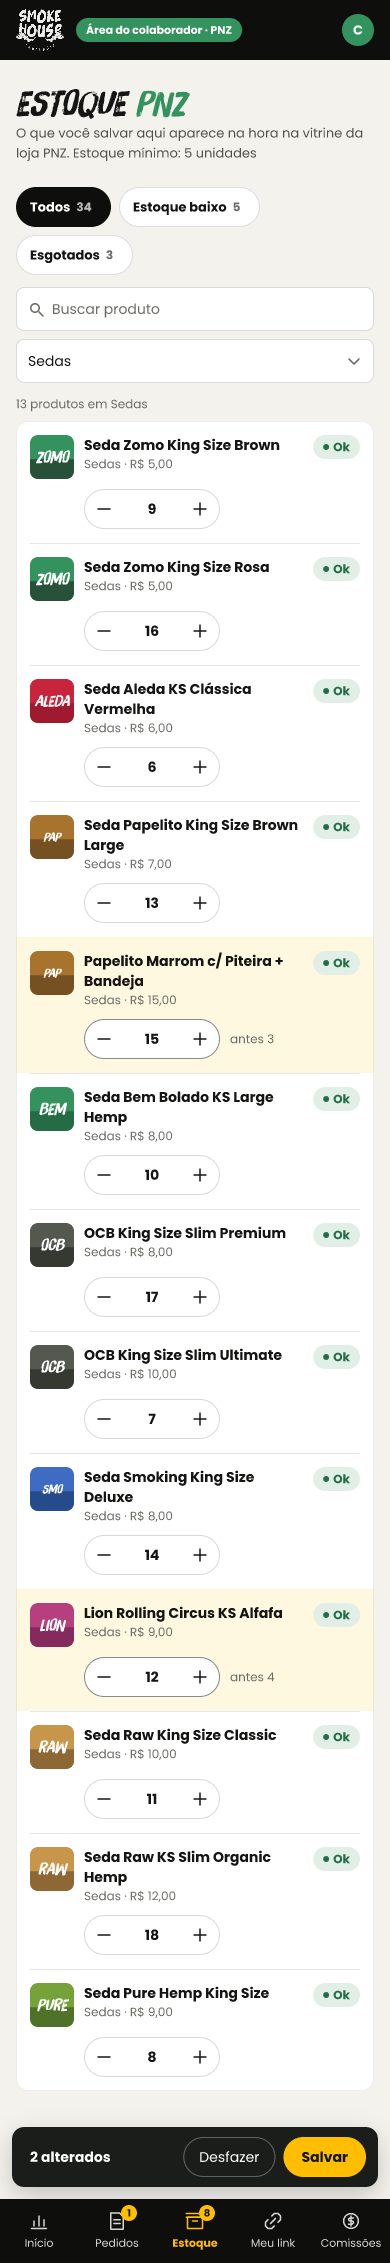 SMOKE
HOUSE
Área do colaborador · PNZ
C
ESTOQUE PNZ
O que você salvar aqui aparece na hora na vitrine da
loja PNZ. Estoque mínimo: 5 unidades
Todos 34
Estoque baixo 5
Esgotados 3
Buscar produto
Sedas
13 produtos em Sedas
ZOMO
Seda Zomo King Size Brown
Ok
Sedas · R$ 5,00
— 9 +
ZOMO
Seda Zomo King Size Rosa
Ok
Sedas · R$ 5,00
— 16 +
ALEDA
Seda Aleda KS Clássica
Vermelha
Ok
Sedas · R$ 6,00
— 6 +
PAP
Seda Papelito King Size Brown
Large
Ok
Sedas · R$ 7,00
— 13 +
PAP
Papelito Marrom c/ Piteira +
Bandeja
Ok
Sedas · R$ 15,00
— 15 + antes 3
BEM
Seda Bem Bolado KS Large
Hemp
Ok
Sedas · R$ 8,00
— 10 +
OCB
OCB King Size Slim Premium
Ok
Sedas · R$ 8,00
— 17 +
OCB
OCB King Size Slim Ultimate
Ok
Sedas · R$ 10,00
— 7 +
SMO
Seda Smoking King Size
Deluxe
Ok
Sedas · R$ 8,00
— 14 +
LION
Lion Rolling Circus KS Alfafa
Ok
Sedas · R$ 9,00
— 12 + antes 4
RAW
Seda Raw King Size Classic
Ok
Sedas · R$ 10,00
— 11 +
RAW
Seda Raw KS Slim Organic
Hemp
Ok
Sedas · R$ 12,00
— 18 +
PURE
Seda Pure Hemp King Size
Ok
Sedas · R$ 9,00
— 8 +
2 alterados
Desfazer
Salvar
Início
1
Pedidos
8
Estoque
Meu link
Comissões